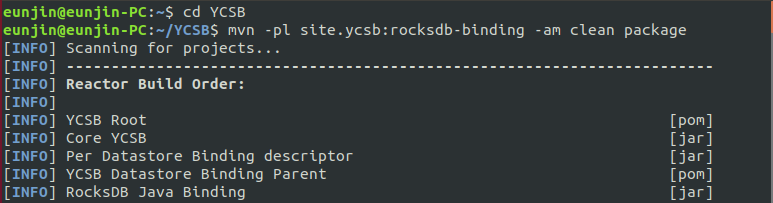 eunjin@eunjin-PC:~$ cd YCSB
eunjin@eunjin-PC:~/YCSB$ mvn -pl site.ycsb:rocksdb-binding -am clean package
[INFO] Scanning for projects...
[INFO] ------------------------------------------------------------------------
[INFO] Reactor Build Order:
[INFO]
[INFO] YCSB Root                                                          [pom]
[INFO] Core YCSB                                                          [jar]
[INFO] Per Datastore Binding descriptor                                   [jar]
[INFO] YCSB Datastore Binding Parent                                      [pom]
[INFO] RocksDB Java Binding                                               [jar]